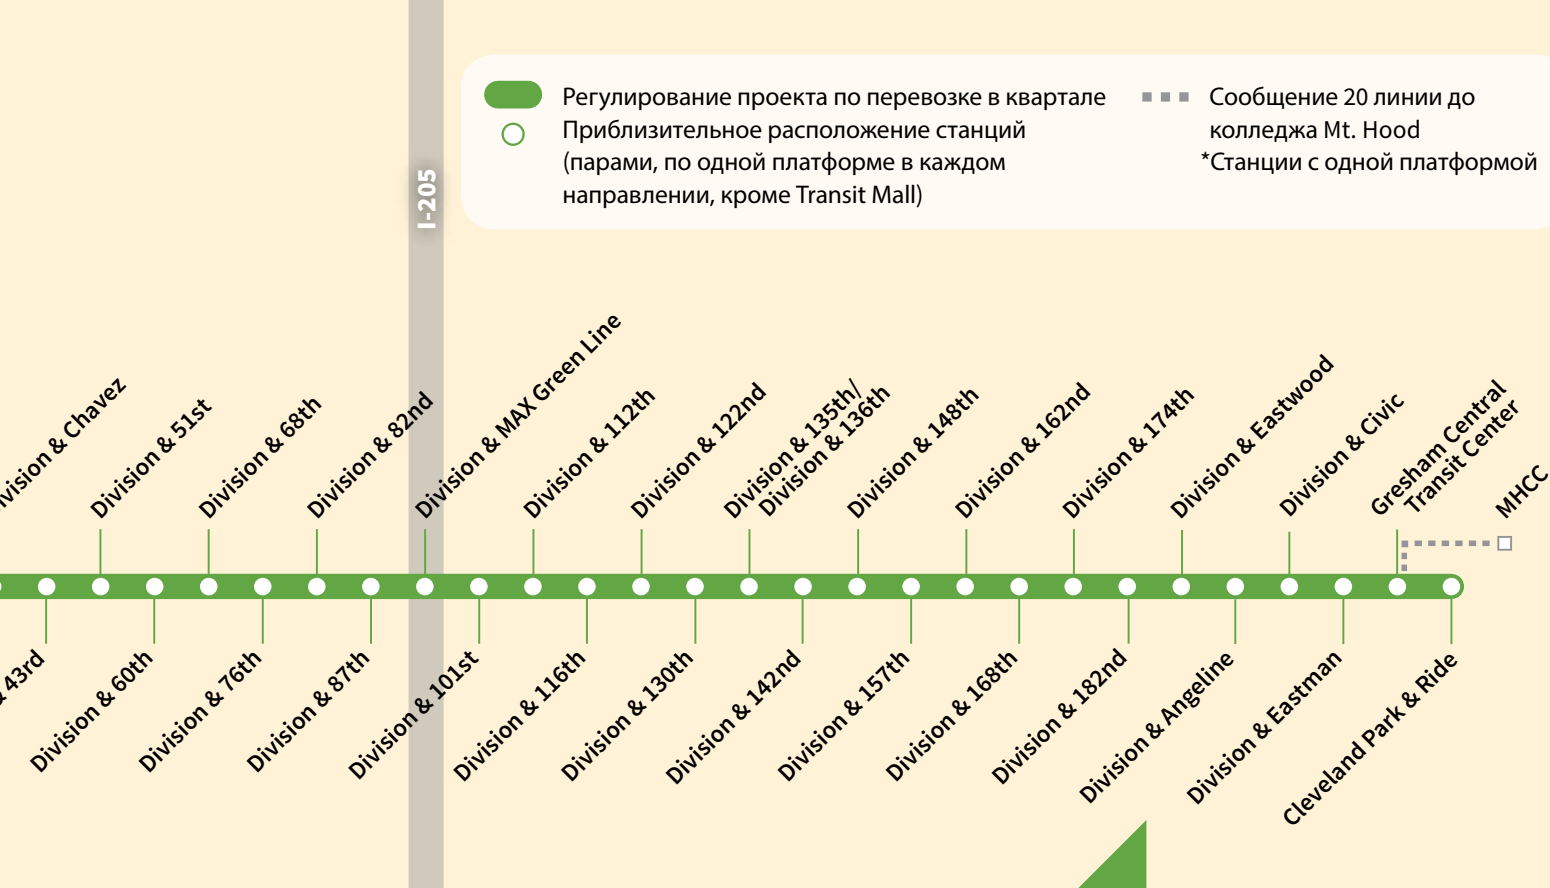 Регулирование проекта по перевозке в квартале
Приблизительное расположение станций
(парами, по одной платформе в каждом
направлении, кроме Transit Mall)
Сообщение 20 линии до
колледжа Mt. Hood
*Станции с одной платформой
I-205
Division & Chavez
Division & 51st
Division & 68th
Division & 82nd
Division & MAX Green Line
Division & 112th
Division & 122nd
Division & 135th/
Division & 136th
Division & 148th
Division & 162nd
Division & 174th
Division & Eastwood
Division & Civic
Gresham Central
Transit Center
MHCC
& 43rd
Division & 60th
Division & 76th
Division & 87th
Division & 101st
Division & 116th
Division & 130th
Division & 142nd
Division & 157th
Division & 168th
Division & 182nd
Division & Angeline
Division & Eastman
Cleveland Park & Ride